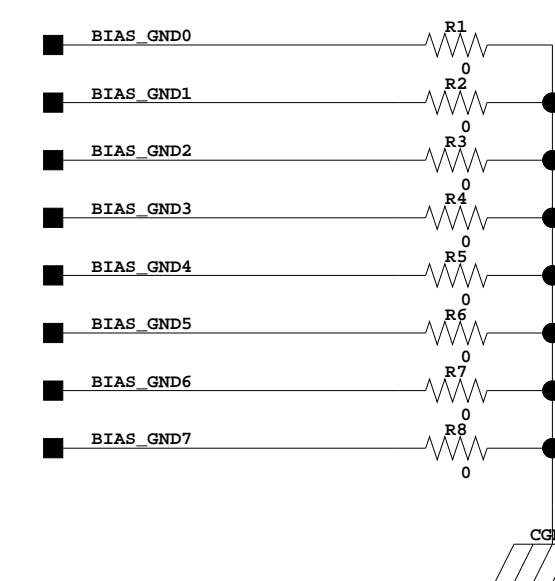 BIAS_GND0 R1
0
BIAS_GND1 R2
0
BIAS_GND2 R3
0
BIAS_GND3 R4
0
BIAS_GND4 R5
0
BIAS_GND5 R6
0
BIAS_GND6 R7
0
BIAS_GND7 R8
0